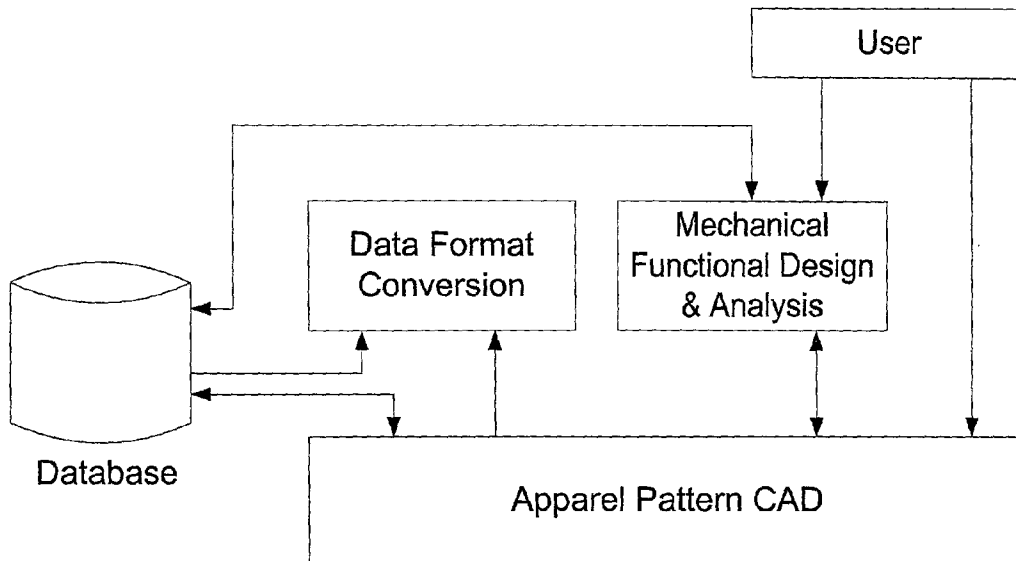 User
Data Format
Conversion
Mechanical
Functional Design
& Analysis
Database
Apparel Pattern CAD